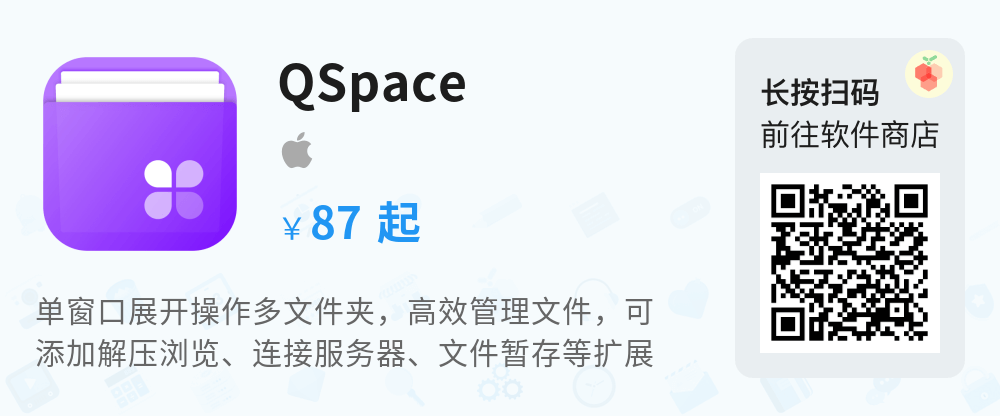 QSpace
¥ 87 起
单窗口展开操作多文件夹，高效管理文件，可
添加解压浏览、连接服务器、文件暂存等扩展
长按扫码
前往软件商店